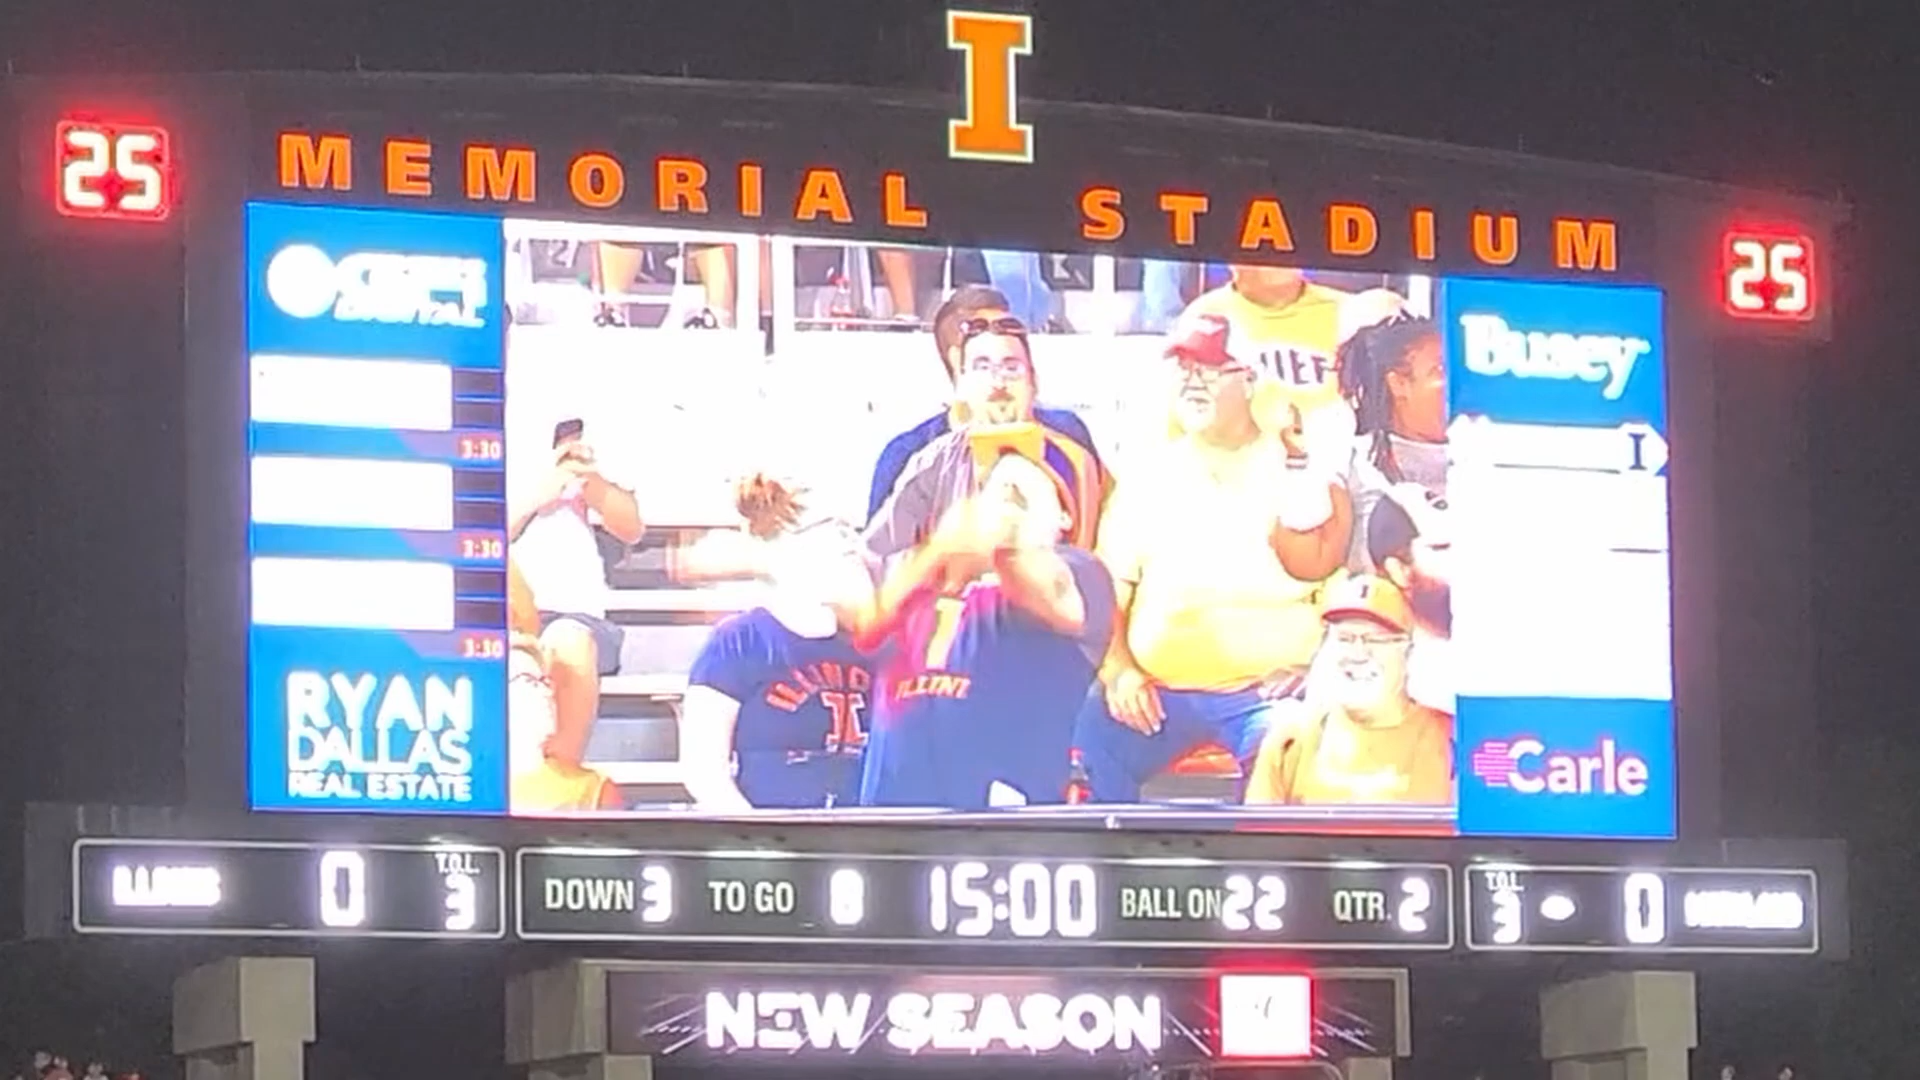 I
25
MEMORIAL STADIUM
25
DIGITAL
3:30
3:30
3:30
RYAN
DALLAS
REAL ESTATE
ILLINI
Busey
I
Carle
ILLINOIS 0 T.O.L. 3
DOWN 3 TO GO 8 15:00 BALL ON 22 QTR. 2
T.O.L. 3 0
NEW SEASON